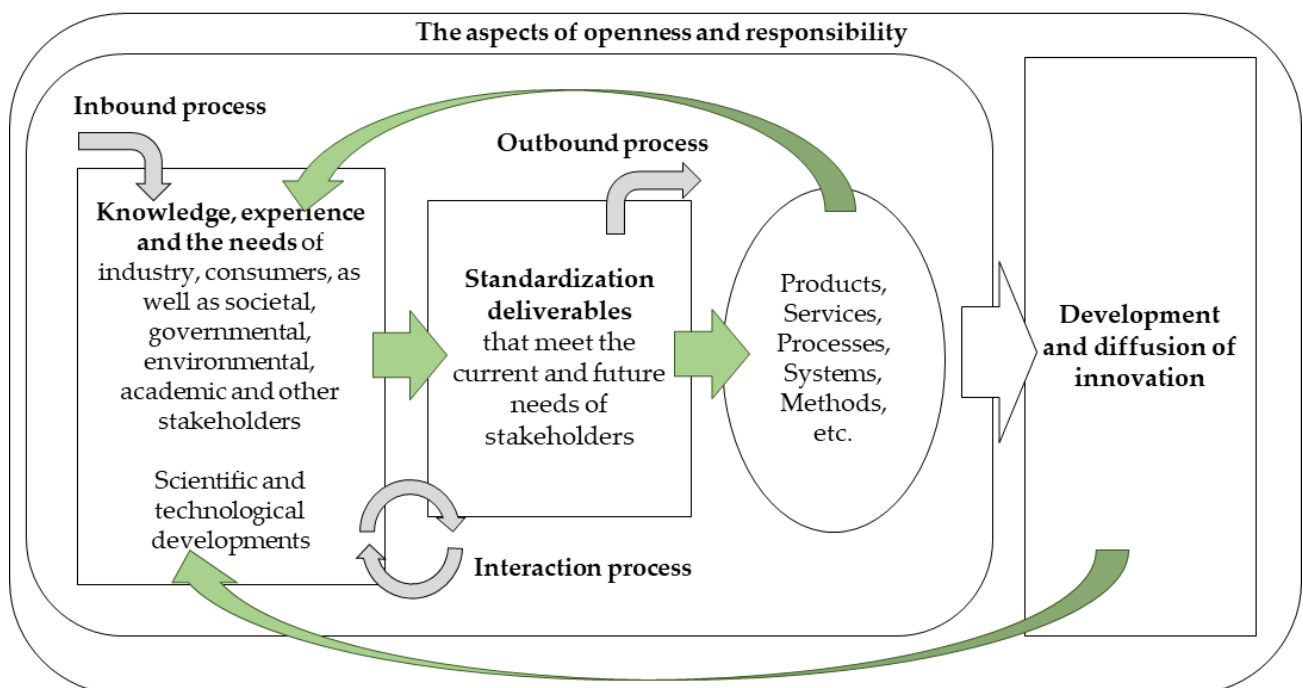 The aspects of openness and responsibility
Inbound process
Outbound process
Knowledge, experience
and the needs of
industry, consumers, as
well as societal,
governmental,
environmental,
academic and other
stakeholders
Scientific and
technological
developments
Standardization
deliverables
that meet the
current and future
needs of
stakeholders
Interaction process
Products,
Services,
Processes,
Systems,
Methods,
etc.
Development
and diffusion of
innovation